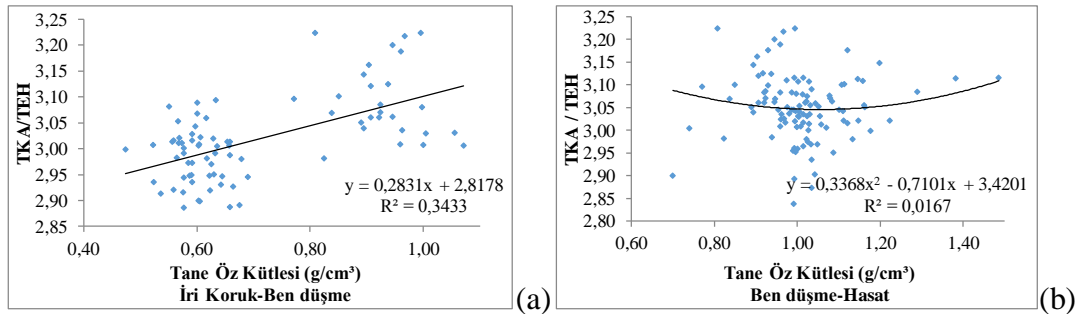 TKA/TEH
3,25
3,20
3,15
3,10
3,05
3,00
2,95
2,90
2,85
y = 0,2831x + 2,8178
R² = 0,3433
0,40 0,60 0,80 1,00
Tane Öz Kütlesi (g/cm³)
İri Koruk-Ben düşme
(a)
TKA / TEH
3,25
3,20
3,15
3,10
3,05
3,00
2,95
2,90
2,85
2,80
y = 0,3368x² - 0,7101x + 3,4201
R² = 0,0167
0,60 0,80 1,00 1,20 1,40
Tane Öz Kütlesi (g/cm³)
Ben düşme-Hasat
(b)